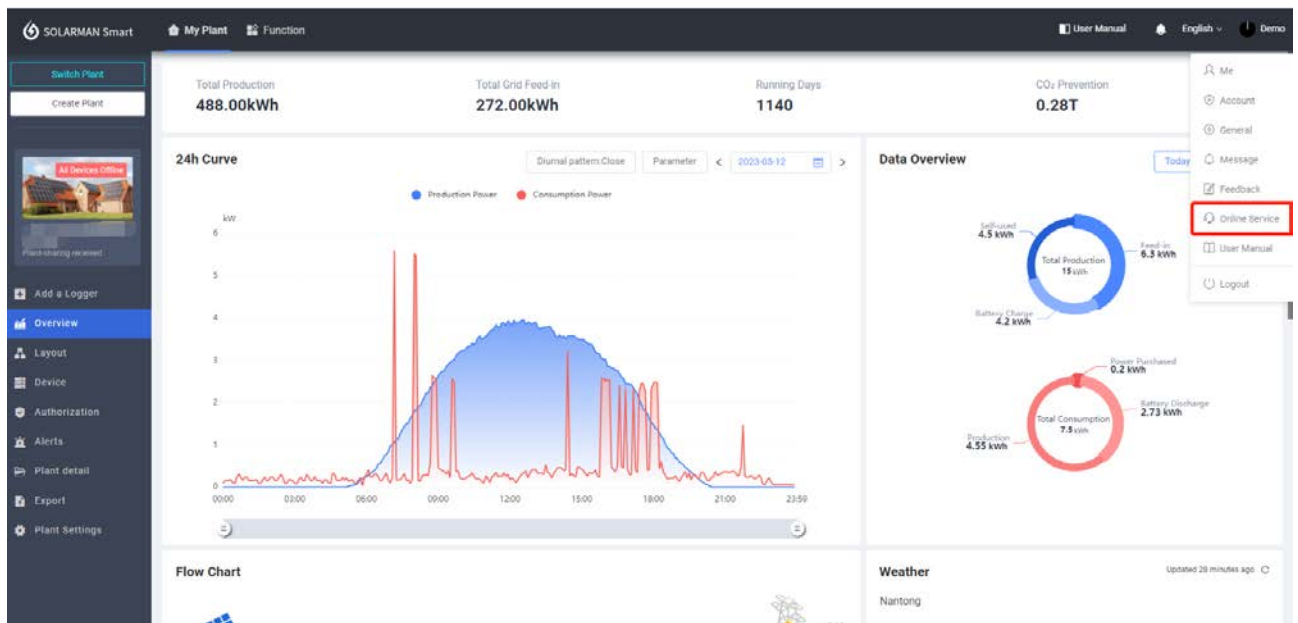 SOLARMAN Smart
My Plant
Function
User Manual
English
Demo
Switch Plant
Create Plant
All Devices Offline
Plant sharing received
Add a Logger
Overview
Layout
Device
Authorization
Alerts
Plant detail
Export
Plant Settings
Total Production
488.00kWh
Total Grid Feed-in
272.00kWh
Running Days
1140
CO₂ Prevention
0.28T
24h Curve
Diurnal pattern:Close
Parameter
< 2023-03-12 >
Production Power
Consumption Power
kW
6
5
4
3
2
1
0
00:00 03:00 06:00 09:00 12:00 15:00 18:00 21:00 23:59
Data Overview
Today
Self-used
4.5 kWh
Feed-in
6.3 kWh
Total Production
15 kWh
Battery Charge
4.2 kWh
Power Purchased
0.2 kWh
Battery Discharge
2.73 kWh
Total Consumption
7.5 kWh
Production
4.55 kWh
Me
Account
General
Message
Feedback
Online Service
User Manual
Logout
Flow Chart
Weather
Updated 28 minutes ago
Nantong